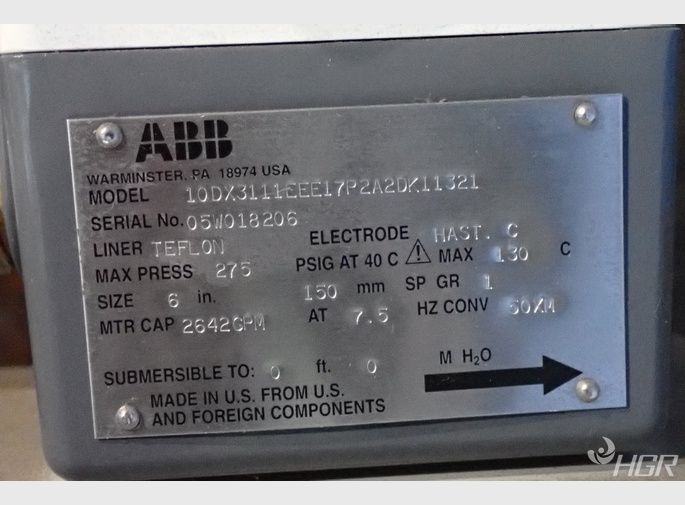 ABB
WARMINSTER, PA 18974 USA
MODEL 10DX3111EEE17P2A2DK11321
SERIAL No. 05W018206
LINER TEFLON ELECTRODE HAST. C
MAX PRESS 275 PSIG AT 40 C ⚠ MAX 130 C
SIZE 6 in. 150 mm SP GR 1
MTR CAP 2642GPM AT 7.5 HZ CONV 50XM
SUBMERSIBLE TO: 0 ft. 0 M H₂O
MADE IN U.S. FROM U.S.
AND FOREIGN COMPONENTS
HGR